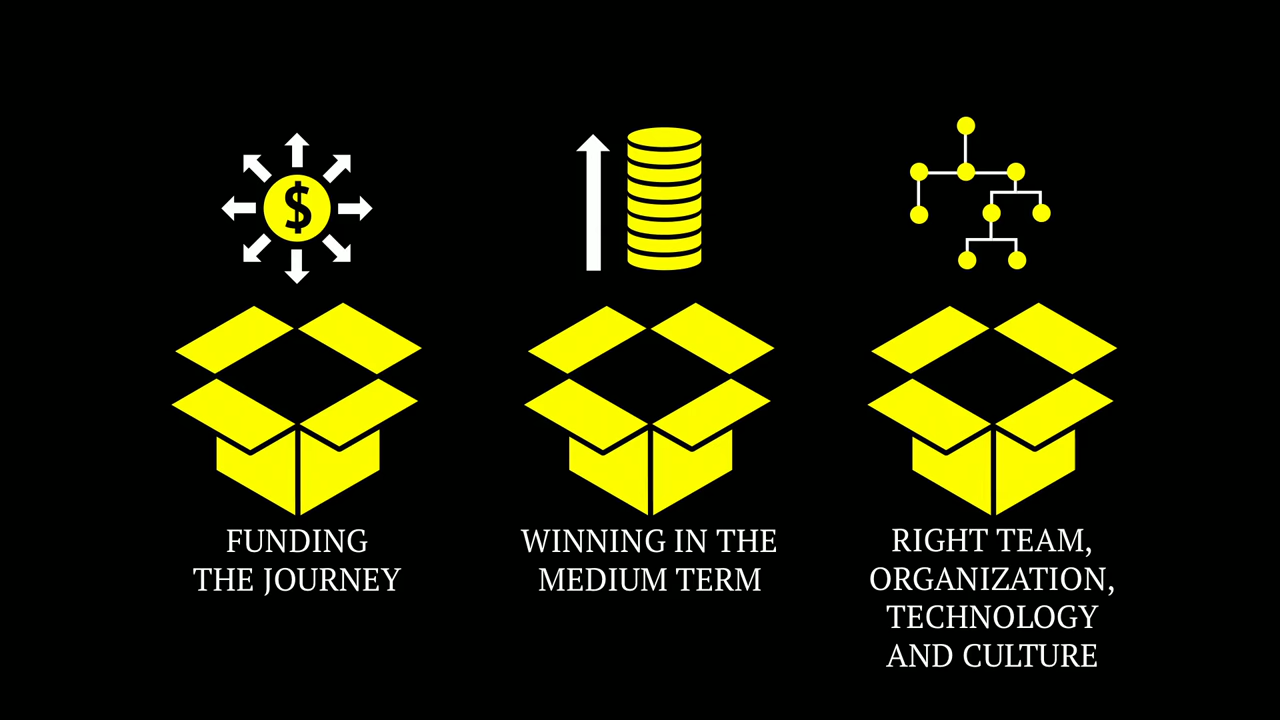 $
FUNDING
THE JOURNEY
WINNING IN THE
MEDIUM TERM
RIGHT TEAM,
ORGANIZATION,
TECHNOLOGY
AND CULTURE